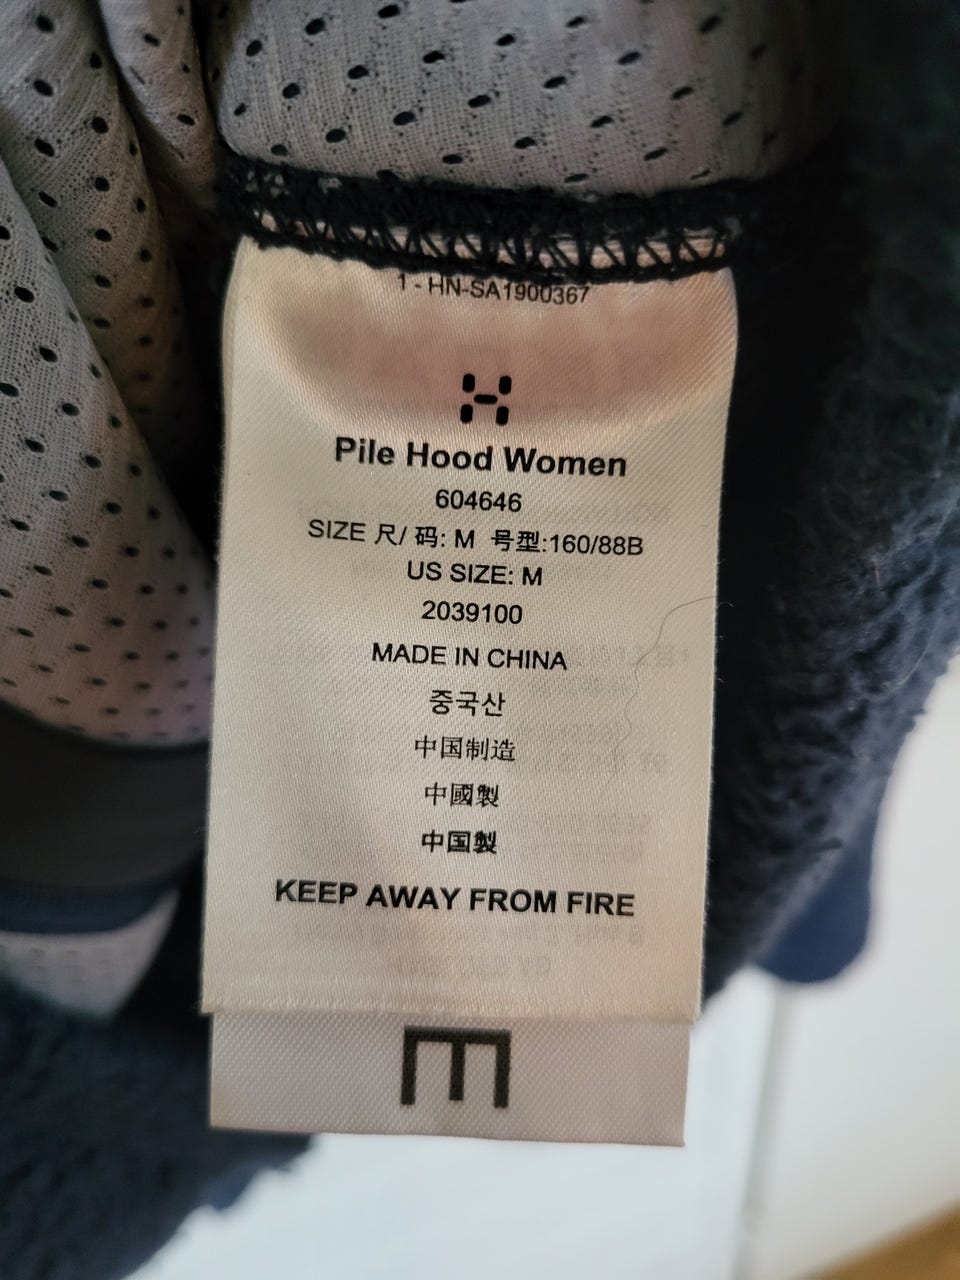 1 - HN-SA1900367
Pile Hood Women
604646
SIZE 尺/ 码: M 号型:160/88B
US SIZE: M
2039100
MADE IN CHINA
중국산
中国制造
中國製
中国製
KEEP AWAY FROM FIRE
E